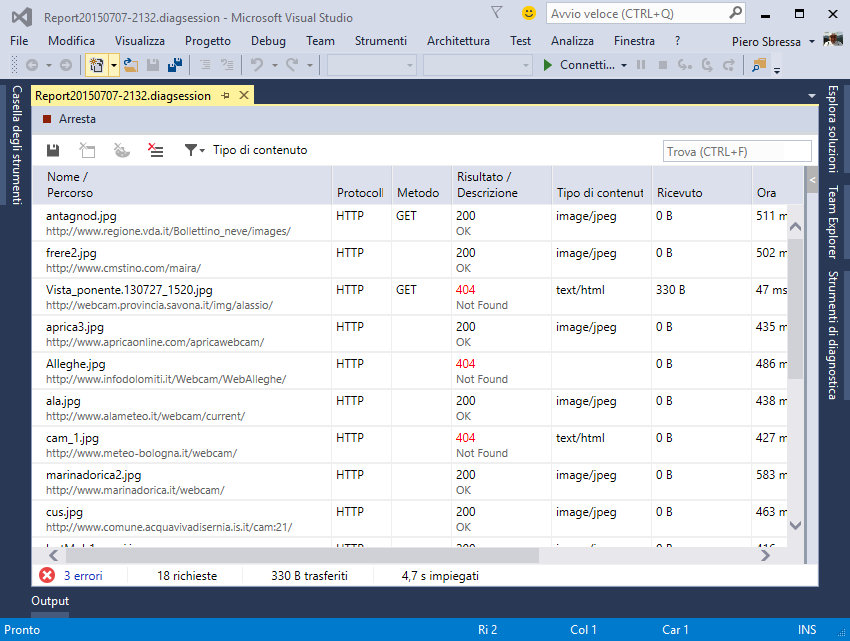 Report20150707-2132.diagsession - Microsoft Visual Studio
Avvio veloce (CTRL+Q)
File Modifica Visualizza Progetto Debug Team Strumenti Architettura Test Analizza Finestra ? Piero Sbressa
Connetti...
Casella degli strumenti
Report20150707-2132.diagsession
Esplora soluzioni
Team Explorer
Strumenti di diagnostica
Arresta
Tipo di contenuto
Trova (CTRL+F)
Nome / Risultato /
Percorso Protocoll Metodo Descrizione Tipo di contenut Ricevuto Ora
antagnod.jpg HTTP GET 200 image/jpeg 0 B 511 m
http://www.regione.vda.it/Bollettino_neve/images/ OK
frere2.jpg HTTP 200 image/jpeg 0 B 502 m
http://www.cmstino.com/maira/ OK
Vista_ponente.130727_1520.jpg HTTP GET 404 text/html 330 B 47 ms
http://webcam.provincia.savona.it/img/alassio/ Not Found
aprica3.jpg HTTP 200 image/jpeg 0 B 435 m
http://www.apricaonline.com/apricawebcam/ OK
Alleghe.jpg HTTP 404 0 B 486 m
http://www.infodolomiti.it/Webcam/WebAlleghe/ Not Found
ala.jpg HTTP 200 image/jpeg 0 B 438 m
http://www.alameteo.it/webcam/current/ OK
cam_1.jpg HTTP 404 text/html 0 B 427 m
http://www.meteo-bologna.it/webcam/ Not Found
marinadorica2.jpg HTTP 200 image/jpeg 0 B 583 m
http://www.marinadorica.it/webcam/ OK
cus.jpg HTTP 200 image/jpeg 0 B 463 m
http://www.comune.acquavivadisernia.is.it/cam:21/ OK
3 errori 18 richieste 330 B trasferiti 4,7 s impiegati
Output
Pronto Ri 2 Col 1 Car 1 INS